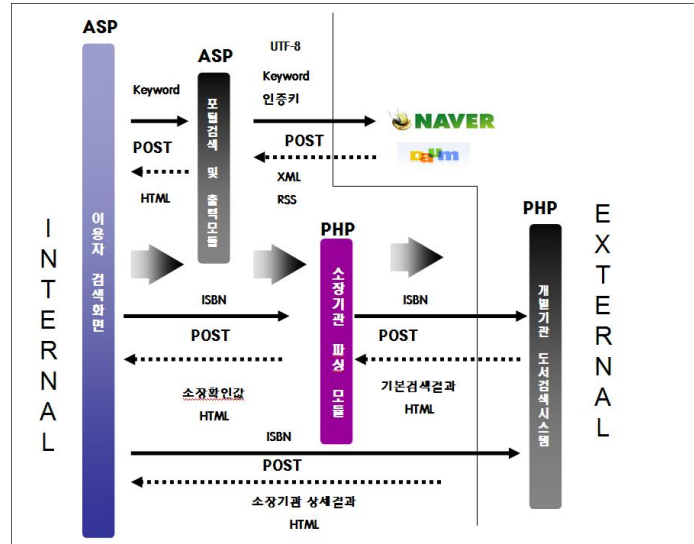 ASP
ASP
UTF-8
Keyword
Keyword
인증키
POST
POST
NAVER
Daum
HTML
XML
RSS
포털검색 및 출력모듈
이용자 검색화면
INTERNAL
EXTERNAL
PHP
PHP
소장기관 파싱 모듈
개별기관 도서검색시스템
ISBN
ISBN
POST
POST
소장확인값
HTML
기본검색결과
HTML
ISBN
POST
소장기관 상세결과
HTML